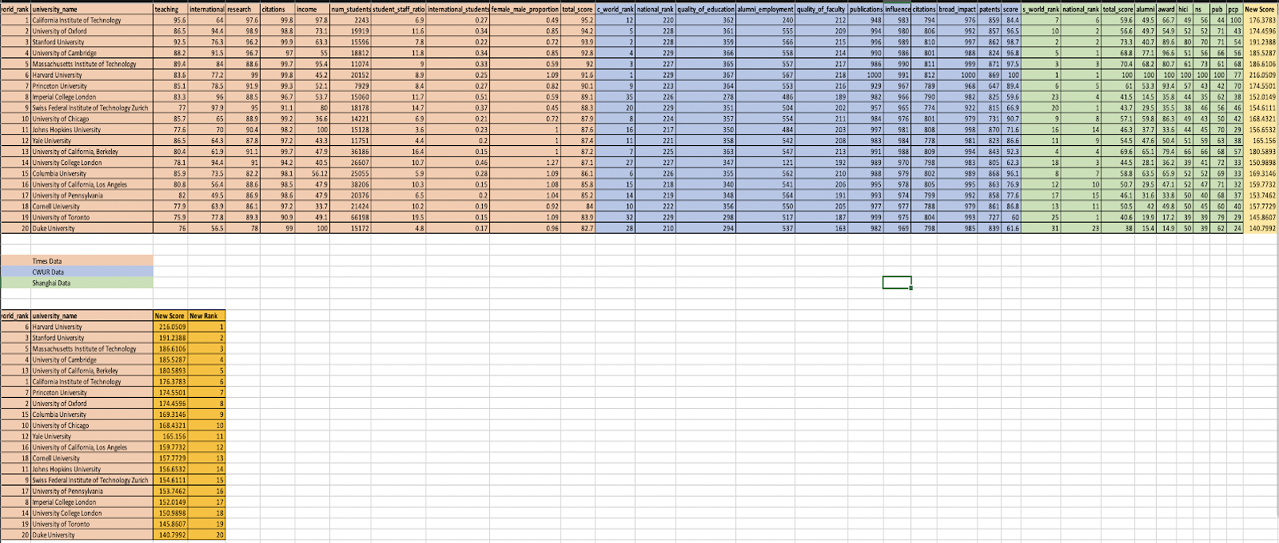 world_rank university_name teaching international research citations income num_students student_staff_ratio international_students female_male_proportion total_score c_world_rank national_rank quality_of_education alumni_employment quality_of_faculty publications influence citations broad_impact patents score s_world_rank national_rank total_score alumni award hici ns pub pcp New Score
1 California Institute of Technology 95.6 64 97.6 99.8 97.8 2243 6.9 0.27 0.49 95.2 12 220 362 240 212 948 983 794 976 859 84.4 7 6 59.6 49.5 66.7 49 56 44 100 176.3783
2 University of Oxford 86.5 94.4 98.9 98.8 73.1 19919 11.6 0.34 0.85 94.2 5 228 361 555 209 994 980 806 992 857 96.5 10 2 56.6 49.7 54.9 52 52 71 43 174.4596
3 Stanford University 92.5 76.3 96.2 99.9 63.3 15596 7.8 0.22 0.72 93.9 2 228 359 566 215 996 989 810 997 862 98.7 2 2 73.3 40.7 89.6 80 70 71 54 191.2388
4 University of Cambridge 88.2 91.5 96.7 97 55 18812 11.8 0.34 0.85 92.8 4 229 366 558 214 990 986 801 988 824 96.8 5 1 68.8 77.1 96.6 51 56 66 56 185.5287
5 Massachusetts Institute of Technology 89.4 84 88.6 99.7 95.4 11074 9 0.33 0.59 92 3 227 365 557 217 986 990 811 999 871 97.5 3 3 70.4 68.2 80.7 61 73 61 68 186.6106
6 Harvard University 83.6 77.2 99 99.8 45.2 20152 8.9 0.25 1.09 91.6 1 229 367 567 218 1000 991 812 1000 869 100 1 1 100 100 100 100 100 100 77 216.0509
7 Princeton University 85.1 78.5 91.9 99.3 52.1 7929 8.4 0.27 0.82 90.1 9 223 364 553 216 929 967 789 968 647 89.4 6 5 61 53.3 93.4 57 43 42 70 174.5501
8 Imperial College London 83.3 96 88.5 96.7 53.7 15060 11.7 0.51 0.59 89.1 35 226 278 486 189 982 966 790 982 825 59.6 23 4 41.5 14.5 35.8 44 35 62 38 152.0149
9 Swiss Federal Institute of Technology Zurich 77 97.9 95 91.1 80 18178 14.7 0.37 0.45 88.3 20 229 351 504 202 957 965 774 922 815 66.9 20 1 43.7 29.5 35.5 38 46 56 46 154.6111
10 University of Chicago 85.7 65 88.9 99.2 36.6 14221 6.9 0.21 0.72 87.9 8 224 357 554 211 984 976 801 979 731 90.7 9 8 57.1 59.8 86.3 49 43 50 42 168.4321
11 Johns Hopkins University 77.6 70 90.4 98.2 100 15128 3.6 0.23 1 87.6 16 217 350 484 203 997 981 808 998 870 71.6 16 14 46.3 37.7 33.6 44 45 70 29 156.6532
12 Yale University 86.5 64.3 87.8 97.2 43.3 11751 4.4 0.2 1 87.4 11 221 358 542 208 983 984 778 981 823 86.6 11 9 54.5 47.6 50.4 51 59 63 38 165.156
13 University of California, Berkeley 80.4 61.9 91.1 99.7 47.9 36186 16.4 0.15 1 87.2 7 225 363 547 213 991 988 809 994 843 92.3 4 4 69.6 65.1 79.4 66 66 68 57 180.5893
14 University College London 78.1 94.4 91 94.2 40.5 26607 10.7 0.46 1.27 87.1 27 227 347 121 192 989 970 798 983 805 62.3 18 3 44.5 28.1 36.2 39 41 72 33 150.9898
15 Columbia University 85.9 73.5 82.2 98.1 56.12 25055 5.9 0.28 1.09 86.1 6 226 355 562 210 988 979 802 989 868 96.1 8 7 58.8 63.5 65.9 52 52 69 33 169.3146
16 University of California, Los Angeles 80.8 56.4 88.6 98.5 47.9 38206 10.3 0.15 1.08 85.8 15 218 340 541 206 995 978 805 995 863 76.9 12 10 50.7 29.5 47.1 52 47 71 32 159.7732
17 University of Pennsylvania 82 49.5 86.9 98.6 47.9 20376 6.5 0.2 1.04 85.2 14 219 348 564 191 993 974 799 992 858 77.6 17 15 46.1 31.6 33.8 50 40 68 37 153.7462
18 Cornell University 77.9 63.9 86.1 97.2 33.7 21424 10.2 0.19 0.92 84 10 222 356 550 205 977 977 788 979 861 86.8 13 11 50.5 42 49.8 50 45 60 40 157.7729
19 University of Toronto 75.9 77.8 89.3 90.9 49.1 66198 19.5 0.15 1.09 83.9 32 229 298 517 187 999 975 804 993 727 60 25 1 40.6 19.9 17.2 39 39 79 29 145.8607
20 Duke University 76 56.5 78 99 100 15172 4.8 0.17 0.96 82.7 28 210 294 537 163 982 969 798 985 839 61.6 31 23 38 15.4 14.9 50 39 62 24 140.7992
Times Data
CWUR Data
Shanghai Data
world_rank university_name New Score New Rank
6 Harvard University 216.0509 1
3 Stanford University 191.2388 2
5 Massachusetts Institute of Technology 186.6106 3
4 University of Cambridge 185.5287 4
13 University of California, Berkeley 180.5893 5
1 California Institute of Technology 176.3783 6
7 Princeton University 174.5501 7
2 University of Oxford 174.4596 8
15 Columbia University 169.3146 9
10 University of Chicago 168.4321 10
12 Yale University 165.156 11
16 University of California, Los Angeles 159.7732 12
18 Cornell University 157.7729 13
11 Johns Hopkins University 156.6532 14
9 Swiss Federal Institute of Technology Zurich 154.6111 15
17 University of Pennsylvania 153.7462 16
8 Imperial College London 152.0149 17
14 University College London 150.9898 18
19 University of Toronto 145.8607 19
20 Duke University 140.7992 20